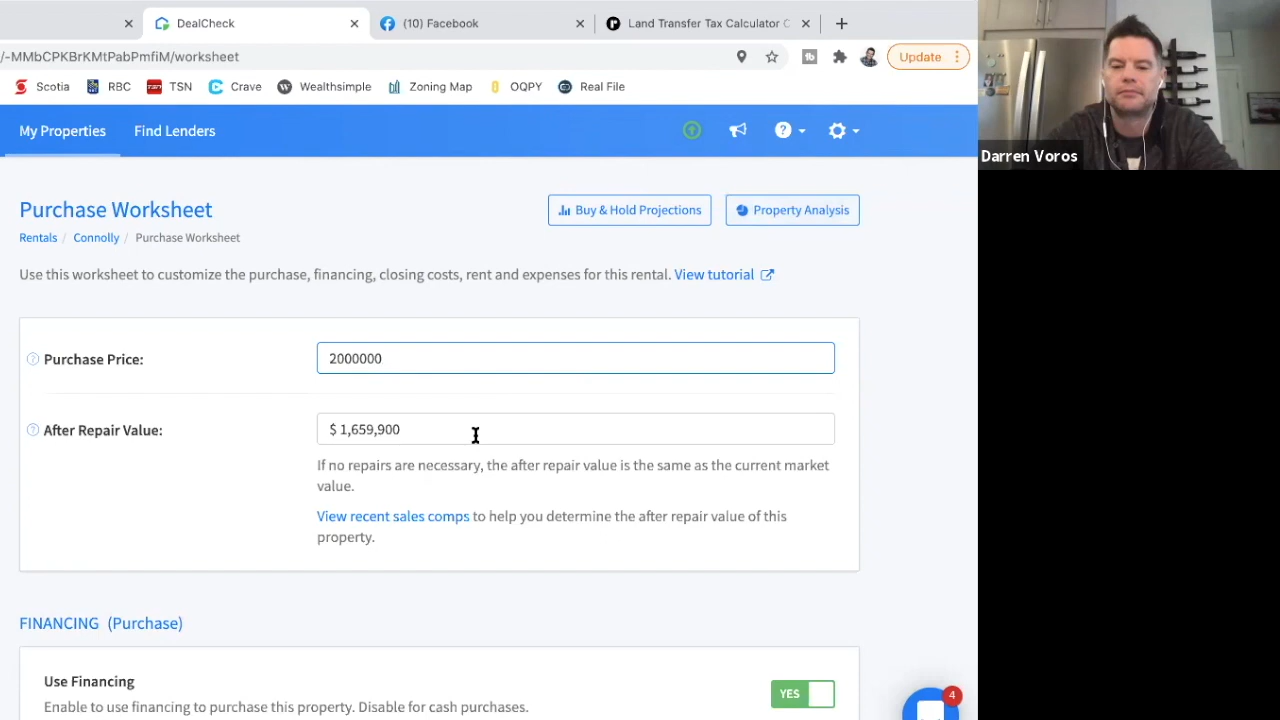 DealCheck
(10) Facebook
Land Transfer Tax Calculator
/-MMbCPKBrKMtPabPmfiM/worksheet
Update
Scotia RBC TSN Crave Wealthsimple Zoning Map OQPY Real File
My Properties Find Lenders
Darren Voros
Purchase Worksheet
Buy & Hold Projections
Property Analysis
Rentals / Connolly / Purchase Worksheet
Use this worksheet to customize the purchase, financing, closing costs, rent and expenses for this rental. View tutorial
Purchase Price:
2000000
After Repair Value:
$ 1,659,900
If no repairs are necessary, the after repair value is the same as the current market
value.
View recent sales comps to help you determine the after repair value of this
property.
FINANCING (Purchase)
Use Financing
YES
Enable to use financing to purchase this property. Disable for cash purchases.
4